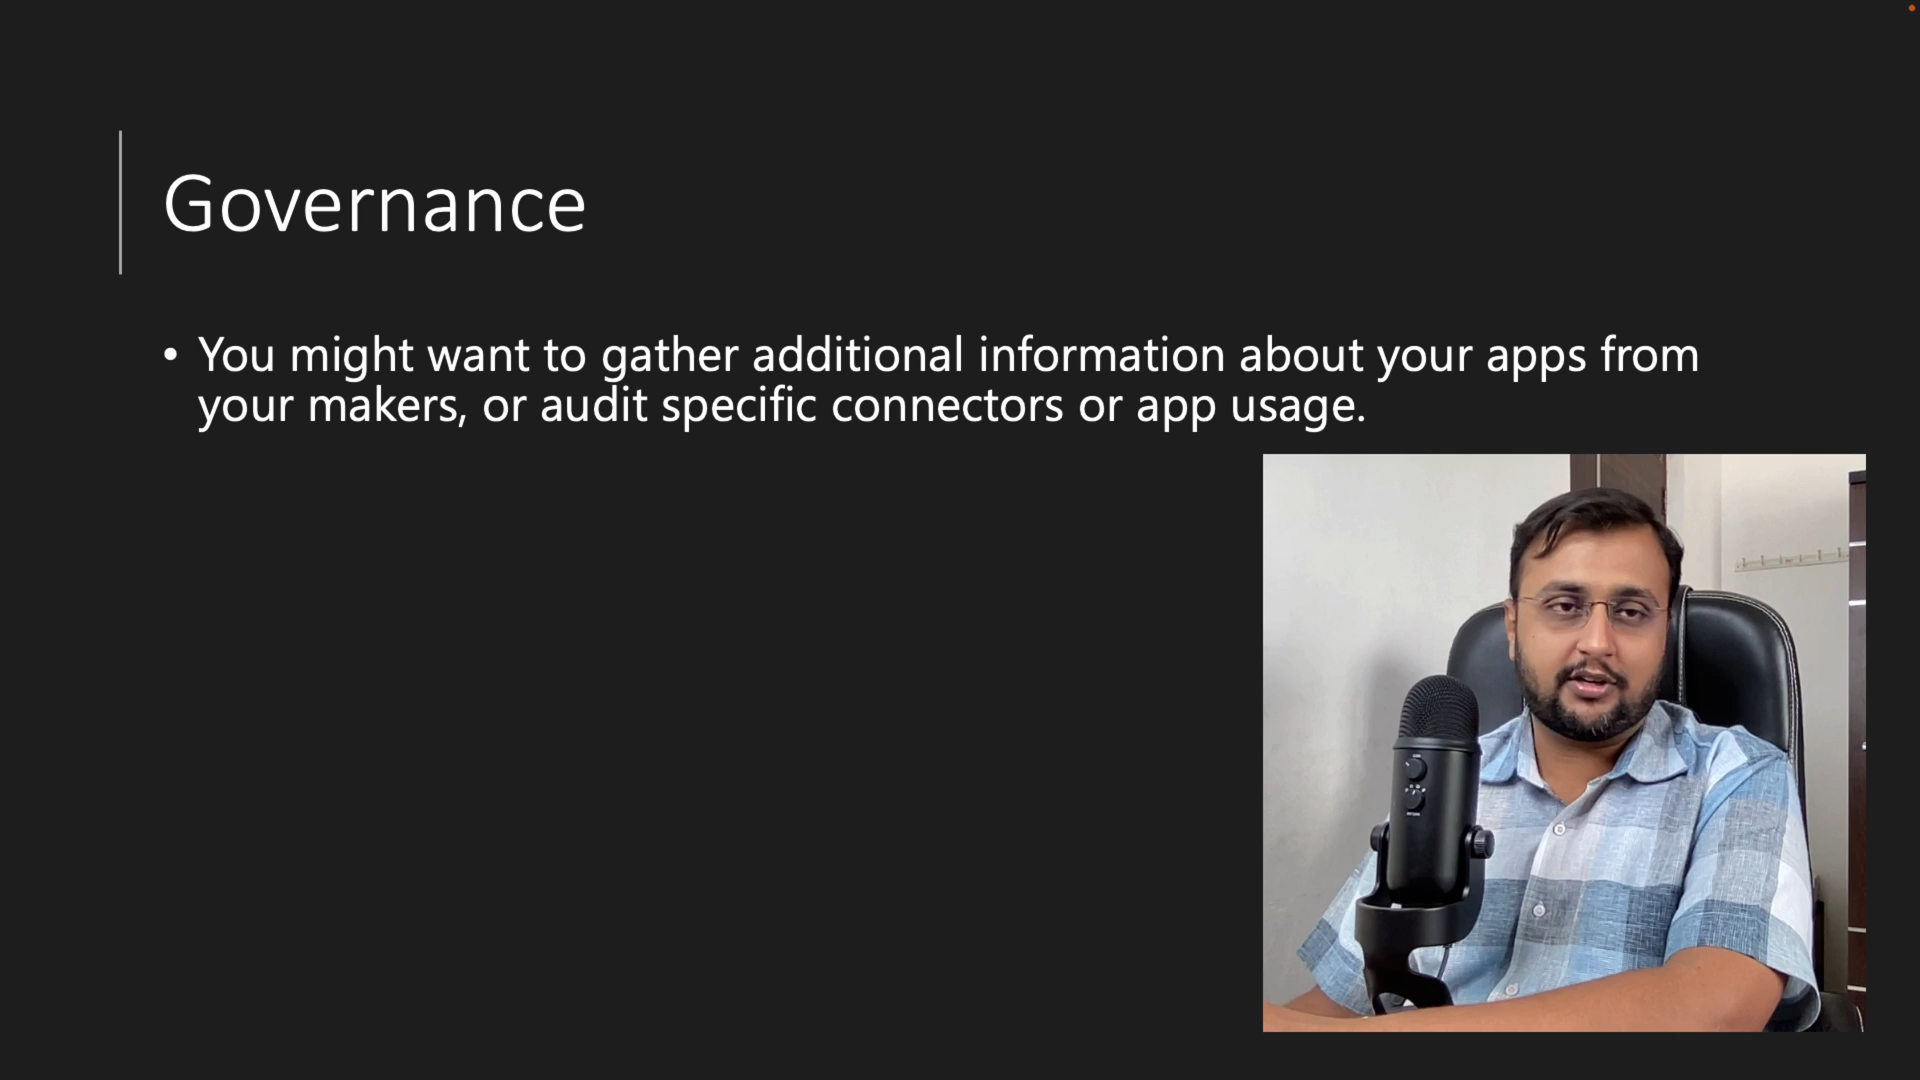 Governance
• You might want to gather additional information about your apps from
your makers, or audit specific connectors or app usage.